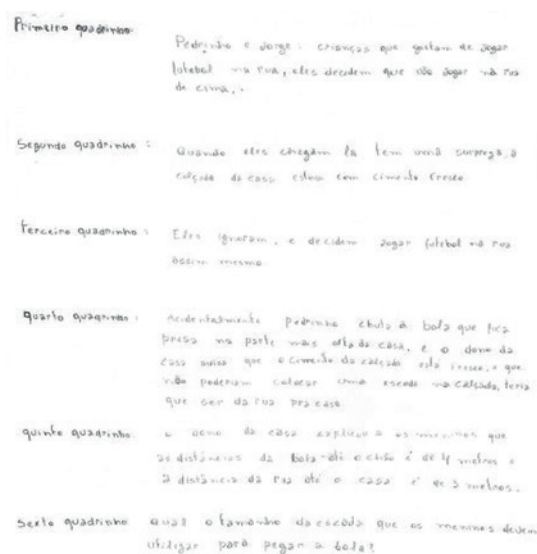 Primeiro quadrinho:
Pedrinho e Jorge: crianças que gostam de jogar
futebol na rua, eles decidem que vão jogar na rua
de cima,.
Segundo quadrinho:
Quando eles chegam la tem uma surpresa, a
calçada da casa estava com cimento fresco
terceiro quadrinho:
Eles ignoram, e decidem jogar futebol na rua
assim mesmo
quarto quadrinho:
Acidentalmente pedrinho chuta a bola que fica
presa na parte mais alta da casa, e o dono da
casa avisa que o cimento da calçada está fresco, e que
não poderiam colocar uma escada na calçada, teria
que ser da rua pra casa.
quinto quadrinho:
o dono da casa explicou a os meninos que
as distâncias da bola até o chão é de 4 metros e
a distância da rua até a casa é de 3 metros.
Sexto quadrinho
qual o tamanho da escada que os meninos devem
utilizar para pegar a bola?